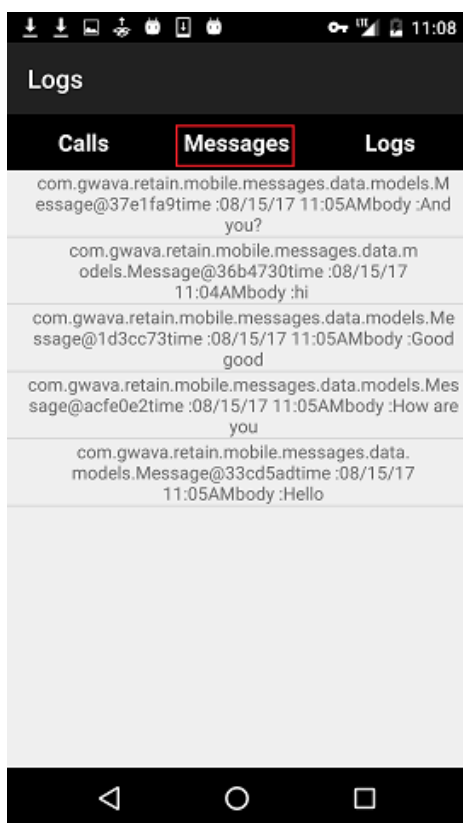 11:08
Logs
Calls Messages Logs
com.gwava.retain.mobile.messages.data.models.M
essage@37e1fa9time :08/15/17 11:05AMbody :And
you?
com.gwava.retain.mobile.messages.data.m
odels.Message@36b4730time :08/15/17
11:04AMbody :hi
com.gwava.retain.mobile.messages.data.models.Me
ssage@1d3cc73time :08/15/17 11:05AMbody :Good
good
com.gwava.retain.mobile.messages.data.models.Mes
sage@acfe0e2time :08/15/17 11:05AMbody :How are
you
com.gwava.retain.mobile.messages.data.
models.Message@33cd5adtime :08/15/17
11:05AMbody :Hello